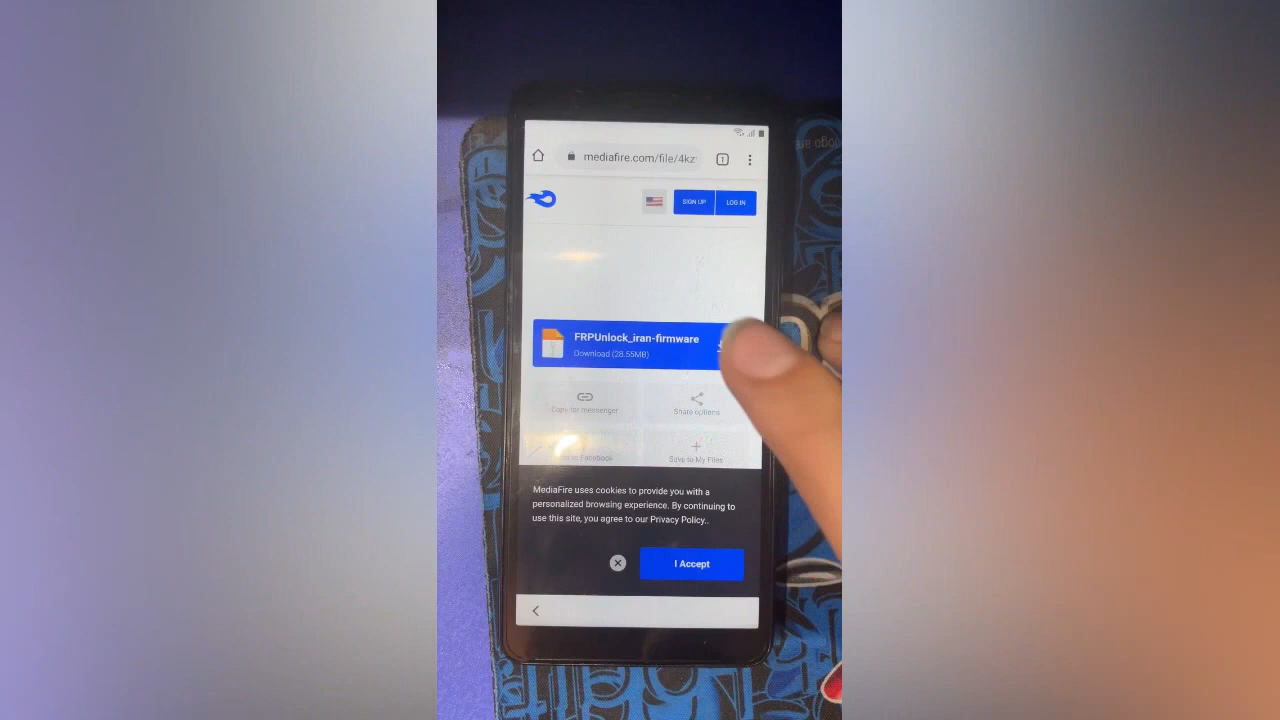 mediafire.com/file/4kz
SIGN UP
LOG IN
FRPUnlock_iran-firmware
Download (28.55MB)
Copy for messenger
Share options
Facebook
Save to My Files
MediaFire uses cookies to provide you with a
personalized browsing experience. By continuing to
use this site, you agree to our Privacy Policy..
I Accept